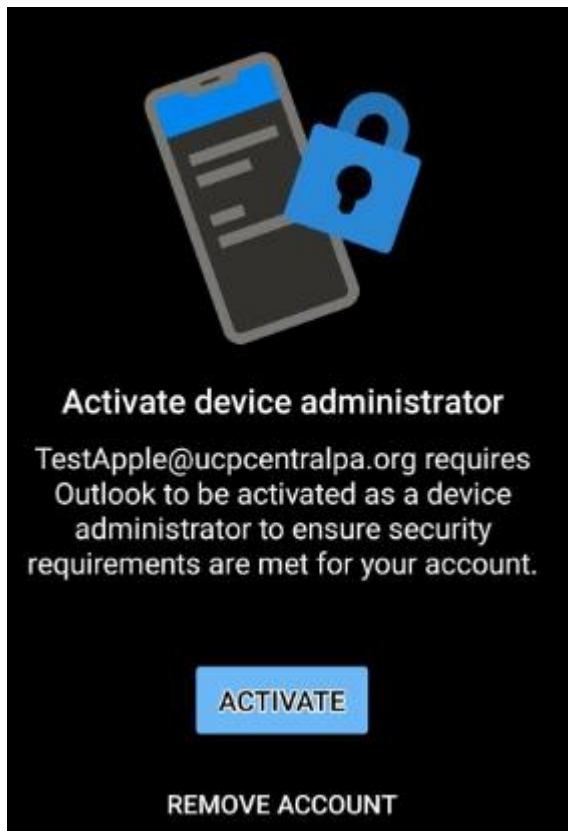 Activate device administrator
TestApple@ucpcentralpa.org requires
Outlook to be activated as a device
administrator to ensure security
requirements are met for your account.
ACTIVATE
REMOVE ACCOUNT